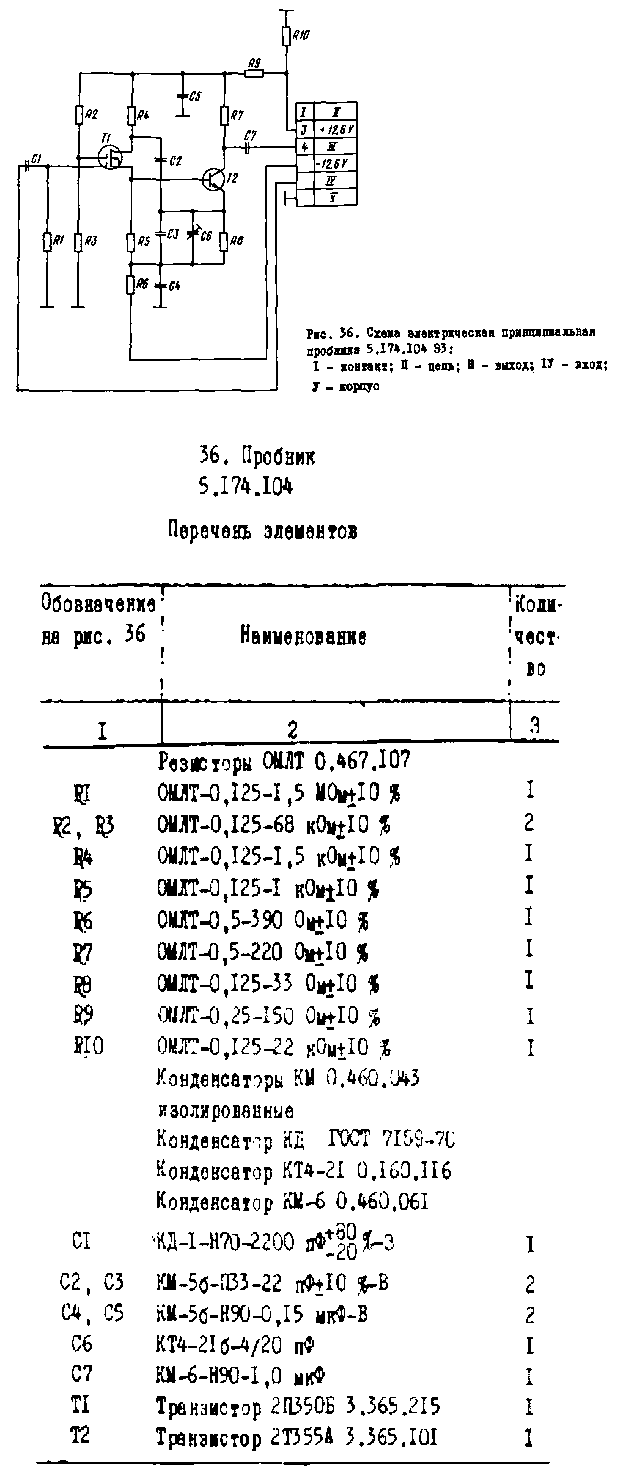 R10
R9
R2
R4
C5
R7
T1
C7
I II
3 +12,6V
4 III
-12,6V
IV
V
C1
C2
T2
R1
R3
R5
C3
C6
R8
R6
C4
Рис. 36. Схема электрическая принципиальная
пробника 5.174.104 Э3:
I - контакт; II - цепь; III - выход; IУ - вход;
У - корпус
36. Пробник
5.174.104
Перечень элементов
Обозначение на рис. 36
Наименование
Коли-
чест-
во
I 2 3
Резисторы ОМЛТ 0.467.107
R1 ОМЛТ-0,125-1,5 МОм±10 % 1
R2, R3 ОМЛТ-0,125-68 кОм±10 % 2
R4 ОМЛТ-0,125-1,5 кОм±10 % 1
R5 ОМЛТ-0,125-1 кОм±10 % 1
R6 ОМЛТ-0,5-390 Ом±10 % 1
R7 ОМЛТ-0,5-220 Ом±10 % 1
R8 ОМЛТ-0,125-33 Ом±10 % 1
R9 ОМЛТ-0,25-150 Ом±10 % 1
R10 ОМЛТ-0,125-22 кОм±10 % 1
Конденсаторы КМ 0.460.043
изолированные
Конденсатор КД ГОСТ 7159-70
Конденсатор КТ4-21 0.160.116
Конденсатор КМ-6 0.460.061
C1 КД-1-Н70-2200 пФ+80 -20 %-3 1
C2, C3 КМ-5б-П33-22 пФ±10 %-В 2
C4, C5 КМ-5б-Н90-0,15 мкФ-В 2
C6 КТ4-21б-4/20 пФ 1
C7 КМ-6-Н90-1,0 мкФ 1
T1 Транзистор 2П350Б 3.365.215 1
T2 Транзистор 2Т355А 3.365.101 1